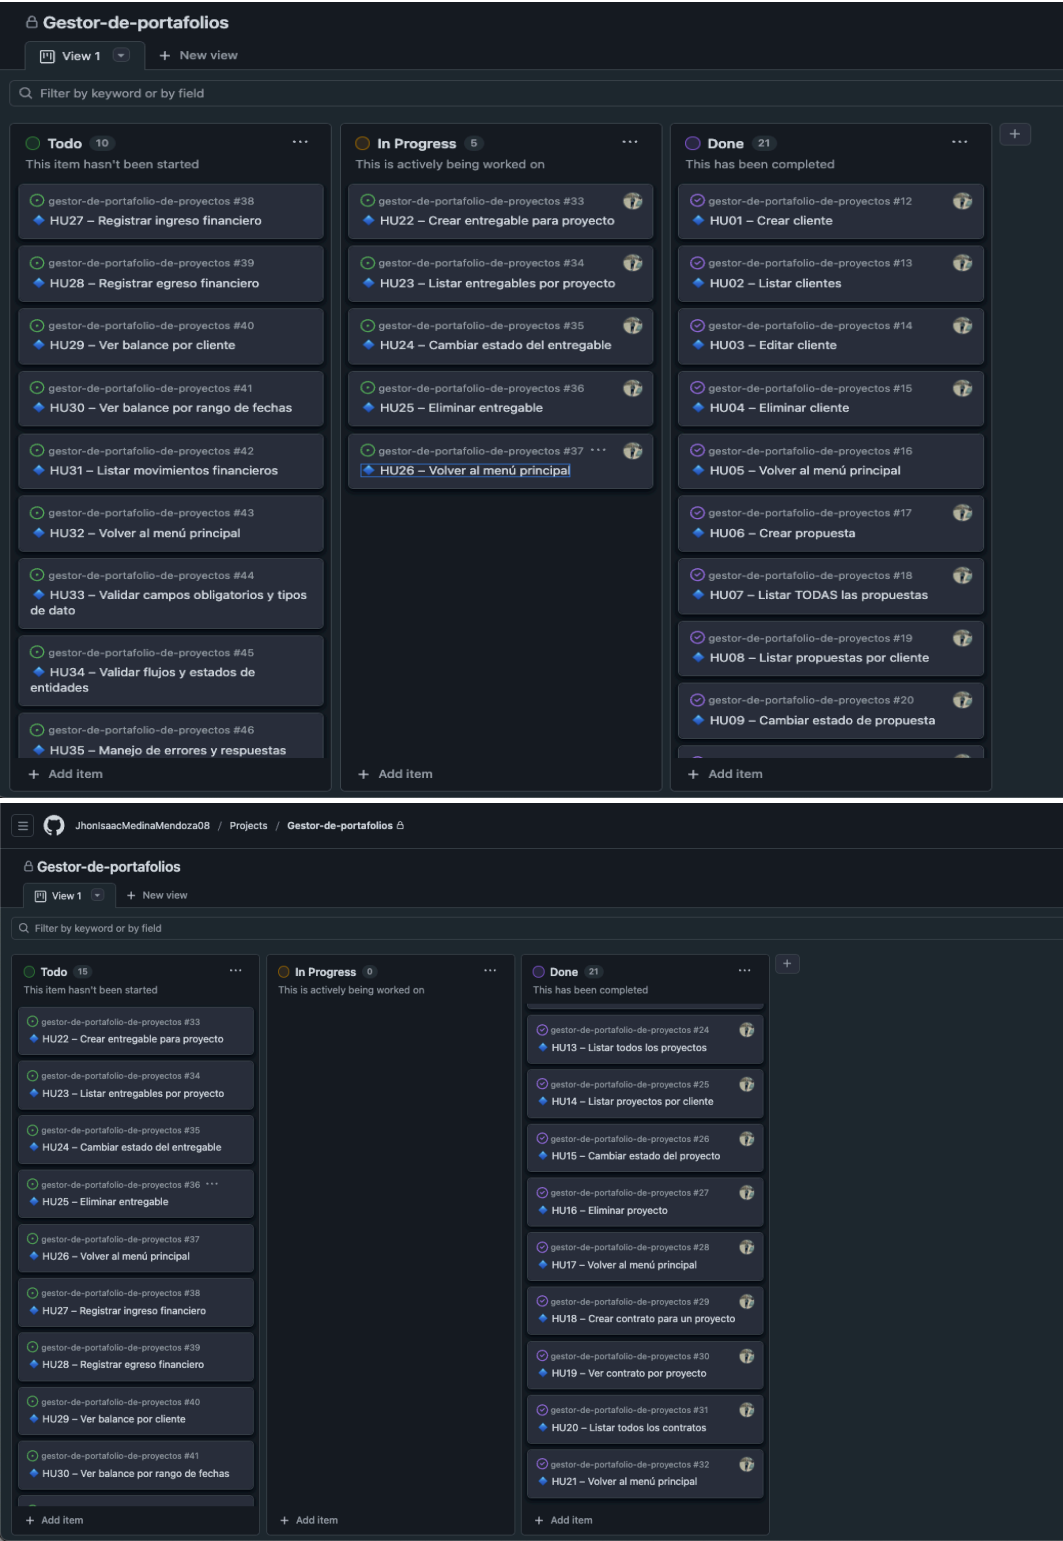 Gestor-de-portafolios
View 1
New view
Filter by keyword or by field
Todo 10
This item hasn't been started
gestor-de-portafolio-de-proyectos #38
HU27 – Registrar ingreso financiero
gestor-de-portafolio-de-proyectos #39
HU28 – Registrar egreso financiero
gestor-de-portafolio-de-proyectos #40
HU29 – Ver balance por cliente
gestor-de-portafolio-de-proyectos #41
HU30 – Ver balance por rango de fechas
gestor-de-portafolio-de-proyectos #42
HU31 – Listar movimientos financieros
gestor-de-portafolio-de-proyectos #43
HU32 – Volver al menú principal
gestor-de-portafolio-de-proyectos #44
HU33 – Validar campos obligatorios y tipos
de dato
gestor-de-portafolio-de-proyectos #45
HU34 – Validar flujos y estados de
entidades
gestor-de-portafolio-de-proyectos #46
HU35 – Manejo de errores y respuestas
Add item
In Progress 5
This is actively being worked on
gestor-de-portafolio-de-proyectos #33
HU22 – Crear entregable para proyecto
gestor-de-portafolio-de-proyectos #34
HU23 – Listar entregables por proyecto
gestor-de-portafolio-de-proyectos #35
HU24 – Cambiar estado del entregable
gestor-de-portafolio-de-proyectos #36
HU25 – Eliminar entregable
gestor-de-portafolio-de-proyectos #37 ...
HU26 – Volver al menú principal
Add item
Done 21
This has been completed
gestor-de-portafolio-de-proyectos #12
HU01 – Crear cliente
gestor-de-portafolio-de-proyectos #13
HU02 – Listar clientes
gestor-de-portafolio-de-proyectos #14
HU03 – Editar cliente
gestor-de-portafolio-de-proyectos #15
HU04 – Eliminar cliente
gestor-de-portafolio-de-proyectos #16
HU05 – Volver al menú principal
gestor-de-portafolio-de-proyectos #17
HU06 – Crear propuesta
gestor-de-portafolio-de-proyectos #18
HU07 – Listar TODAS las propuestas
gestor-de-portafolio-de-proyectos #19
HU08 – Listar propuestas por cliente
gestor-de-portafolio-de-proyectos #20
HU09 – Cambiar estado de propuesta
Add item
JhonIsaacMedinaMendoza08 / Projects / Gestor-de-portafolios
Gestor-de-portafolios
View 1
New view
Filter by keyword or by field
Todo 15
This item hasn't been started
gestor-de-portafolio-de-proyectos #33
HU22 – Crear entregable para proyecto
gestor-de-portafolio-de-proyectos #34
HU23 – Listar entregables por proyecto
gestor-de-portafolio-de-proyectos #35
HU24 – Cambiar estado del entregable
gestor-de-portafolio-de-proyectos #36 ...
HU25 – Eliminar entregable
gestor-de-portafolio-de-proyectos #37
HU26 – Volver al menú principal
gestor-de-portafolio-de-proyectos #38
HU27 – Registrar ingreso financiero
gestor-de-portafolio-de-proyectos #39
HU28 – Registrar egreso financiero
gestor-de-portafolio-de-proyectos #40
HU29 – Ver balance por cliente
gestor-de-portafolio-de-proyectos #41
HU30 – Ver balance por rango de fechas
Add item
In Progress 0
This is actively being worked on
Add item
Done 21
This has been completed
gestor-de-portafolio-de-proyectos #24
HU13 – Listar todos los proyectos
gestor-de-portafolio-de-proyectos #25
HU14 – Listar proyectos por cliente
gestor-de-portafolio-de-proyectos #26
HU15 – Cambiar estado del proyecto
gestor-de-portafolio-de-proyectos #27
HU16 – Eliminar proyecto
gestor-de-portafolio-de-proyectos #28
HU17 – Volver al menú principal
gestor-de-portafolio-de-proyectos #29
HU18 – Crear contrato para un proyecto
gestor-de-portafolio-de-proyectos #30
HU19 – Ver contrato por proyecto
gestor-de-portafolio-de-proyectos #31
HU20 – Listar todos los contratos
gestor-de-portafolio-de-proyectos #32
HU21 – Volver al menú principal
Add item